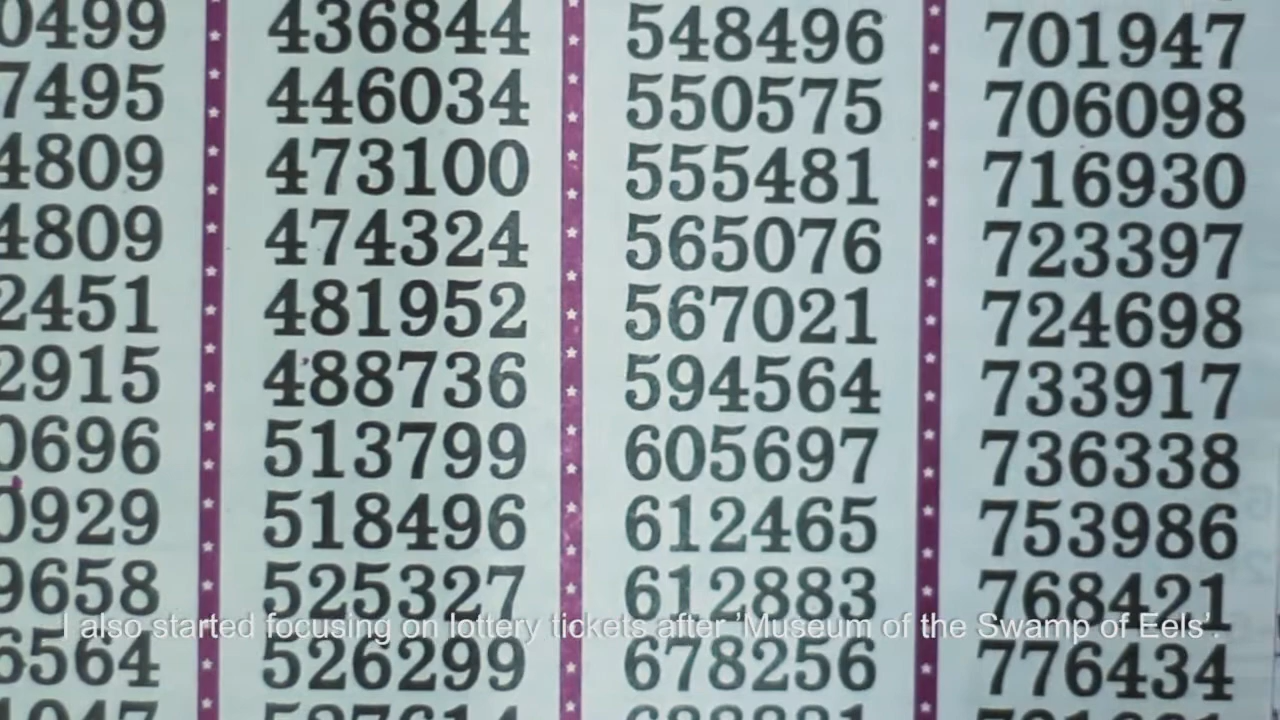 0499 436844 548496 701947
7495 446034 550575 706098
4809 473100 555481 716930
4809 474324 565076 723397
2451 481952 567021 724698
2915 488736 594564 733917
0696 513799 605697 736338
0929 518496 612465 753986
9658 525327 612883 768421
I also started focusing on lottery tickets after 'Museum of the Swamp of Eels'.
6564 526299 678256 776434